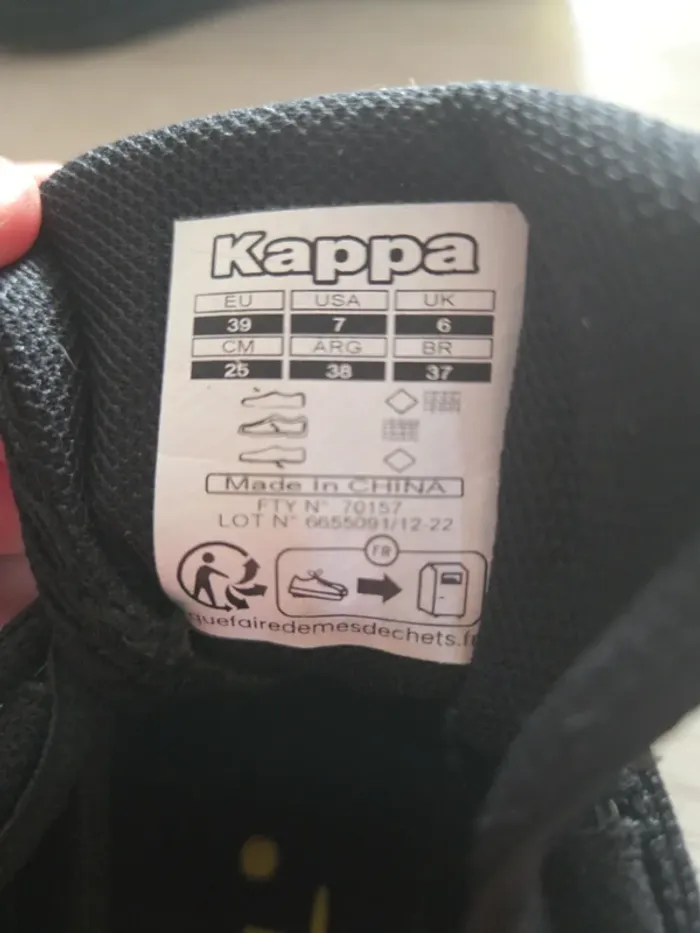 Kappa
EU USA UK
39 7 6
CM ARG BR
25 38 37
Made In CHINA
FTY N° 70157
LOT N° 6655091/12-22
FR
quefairedemesdechets.fr